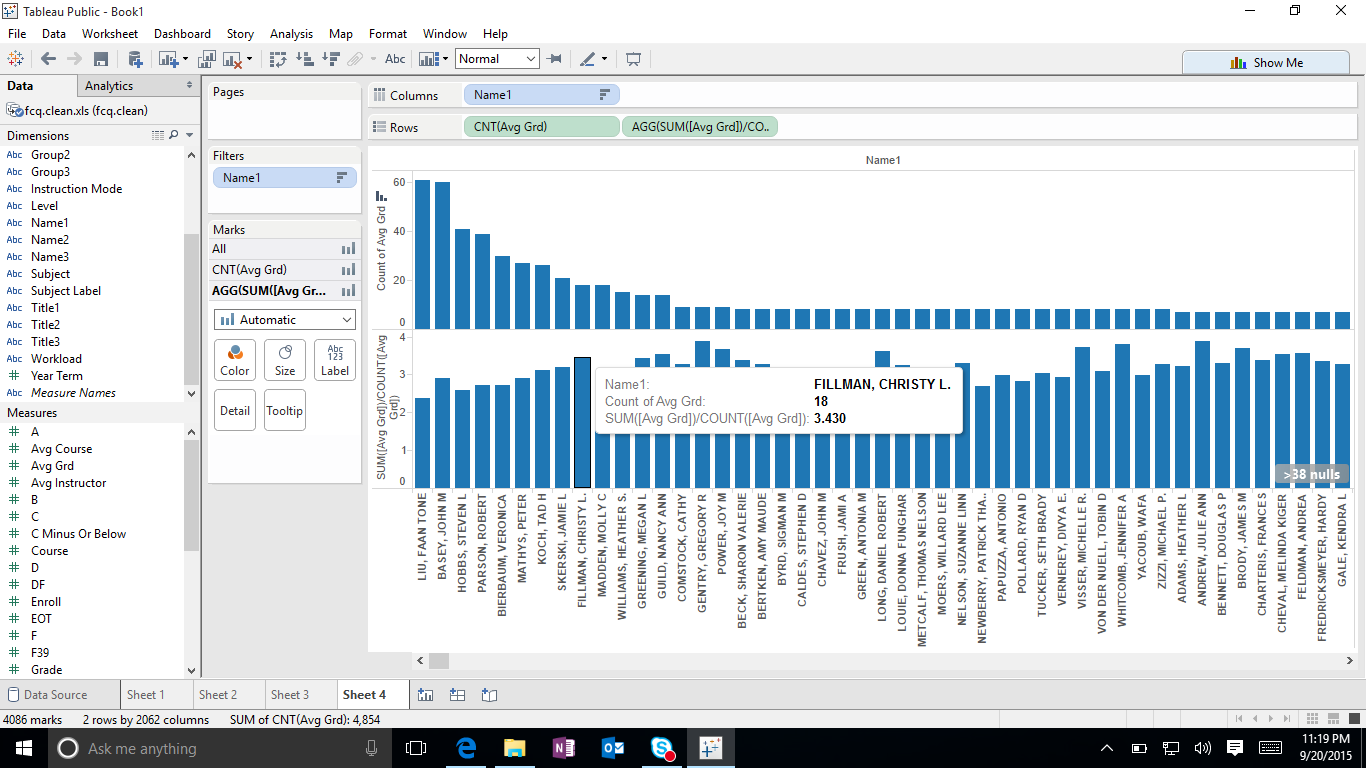 Tableau Public - Book1
File Data Worksheet Dashboard Story Analysis Map Format Window Help
Abc Normal Show Me
Data Analytics
fcq.clean.xls (fcq.clean)
Dimensions
Abc Group2
Abc Group3
Abc Instruction Mode
Abc Level
Abc Name1
Abc Name2
Abc Name3
Abc Subject
Abc Subject Label
Abc Title1
Abc Title2
Abc Title3
Abc Workload
# Year Term
Abc Measure Names
Measures
# A
# Avg Course
# Avg Grd
# Avg Instructor
# B
# C
# C Minus Or Below
# Course
# D
# DF
# Enroll
# EOT
# F
# F39
# Grade
Pages
Filters
Name1
Marks
All
CNT(Avg Grd)
AGG(SUM([Avg Gr...
Automatic
Color
Size
Abc
123
Label
Detail
Tooltip
Columns Name1
Rows CNT(Avg Grd) AGG(SUM([Avg Grd])/CO..
Name1
Count of Avg Grd
60
40
20
0
SUM([Avg Grd])/COUNT([Avg
Grd])
4
3
2
1
0
Name1: FILLMAN, CHRISTY L.
Count of Avg Grd: 18
SUM([Avg Grd])/COUNT([Avg Grd]): 3.430
>38 nulls
LIU, FAAN TONE
BASEY, JOHN M
HOBBS, STEVEN L
PARSON, ROBERT
BIERBAUM, VERONICA
MATHYS, PETER
KOCH, TAD H
SKERSKI, JAMIE L
FILLMAN, CHRISTY L.
MADDEN, MOLLY C
WILLIAMS, HEATHER S.
GREENING, MEGAN L
GUILD, NANCY ANN
COMSTOCK, CATHY
GENTRY, GREGORY R
POWER, JOY M
BECK, SHARON VALERIE
BERTKEN, AMY MAUDE
BYRD, SIGMAN M
CALDES, STEPHEN D
CHAVEZ, JOHN M
FRUSH, JAMI A
GREEN, ANTONIA M
LONG, DANIEL ROBERT
LOUIE, DONNA FUNGHAR
METCALF, THOMAS NELSON
MOERS, WILLARD LEE
NELSON, SUZANNE LINN
NEWBERRY, PATRICK THA..
PAPUZZA, ANTONIO
POLLARD, RYAN D
TUCKER, SETH BRADY
VERNEREY, DIVYA E.
VISSER, MICHELLE R.
VON DER NUELL, TOBIN D
WHITCOMB, JENNIFER A
YACOUB, WAFA
ZIZZI, MICHAEL P.
ADAMS, HEATHER L
ANDREW, JULIE ANN
BENNETT, DOUGLAS P
BRODY, JAMES M
CHARTERIS, FRANCES
CHEVAL, MELINDA KIGER
FELDMAN, ANDREA
FREDRICKSMEYER, HARDY
GALE, KENDRA L
Data Source Sheet 1 Sheet 2 Sheet 3 Sheet 4
4086 marks 2 rows by 2062 columns SUM of CNT(Avg Grd): 4,854
Ask me anything
11:19 PM
9/20/2015